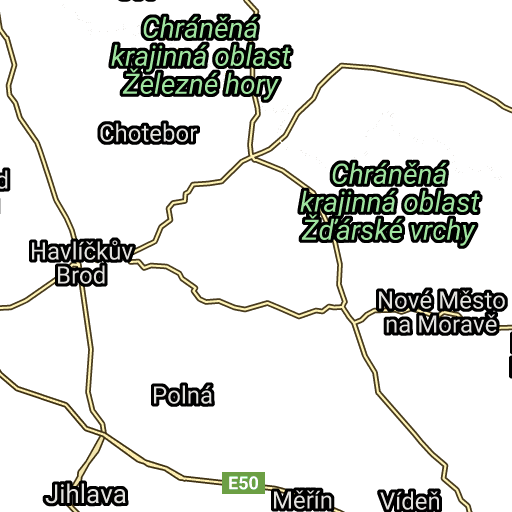 Chráněná
krajinná oblast
Železné hory
Chotebor
Chráněná
krajinná oblast
Žďárské vrchy
Havlíčkův
Brod
Nové Město
na Moravě
Polná
E50
Jihlava
Měřín
Vídeň